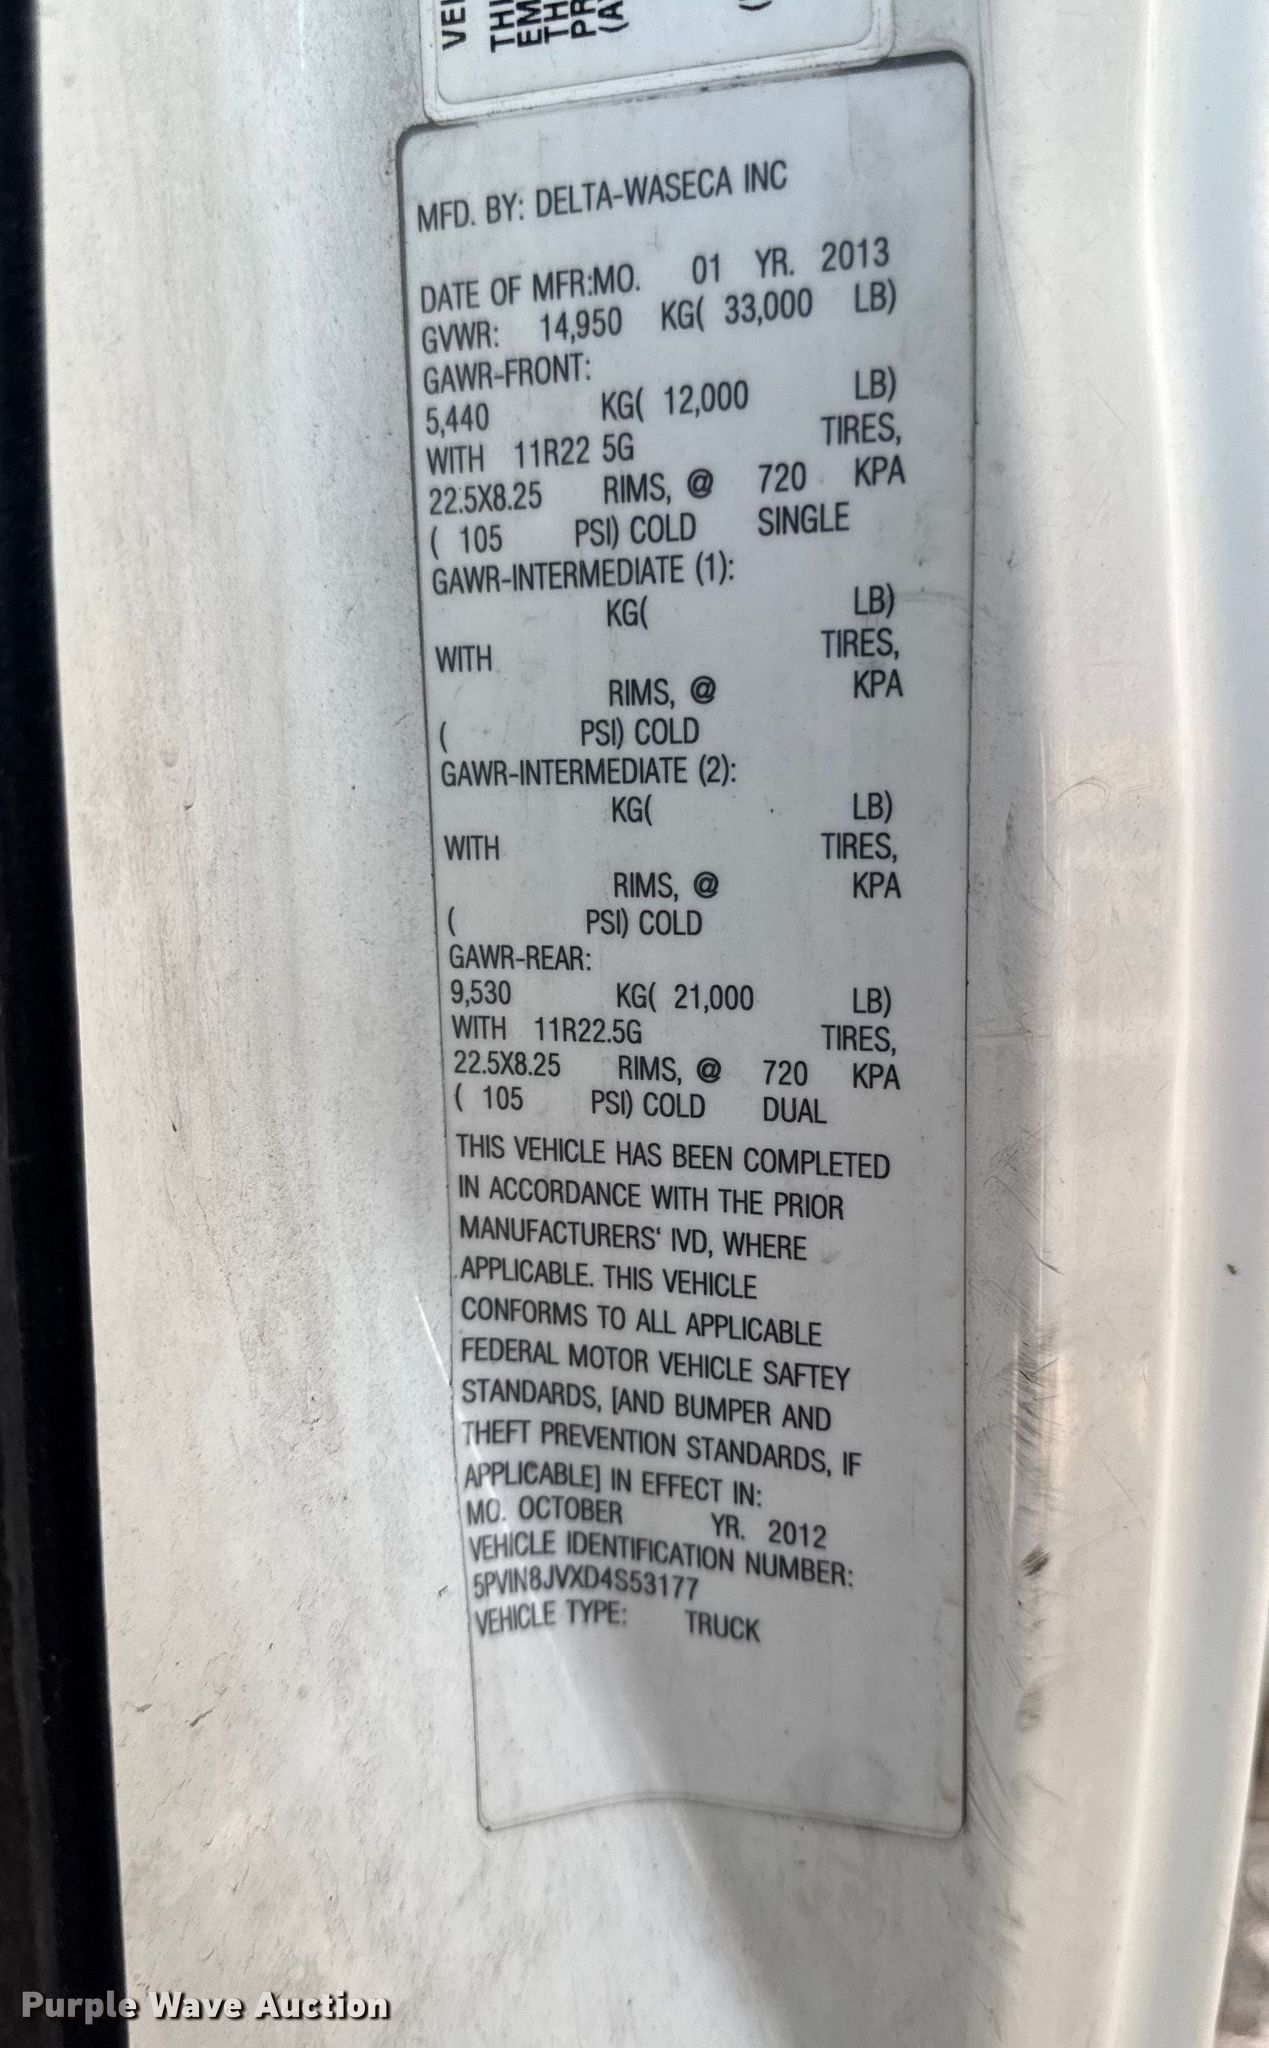 VE
THI
EM
TH
PR
(A
MFD. BY: DELTA-WASECA INC
DATE OF MFR:MO. 01 YR. 2013
GVWR: 14,950 KG( 33,000 LB)
GAWR-FRONT:
5,440 KG( 12,000 LB)
WITH 11R22 5G TIRES,
22.5X8.25 RIMS, @ 720 KPA
( 105 PSI) COLD SINGLE
GAWR-INTERMEDIATE (1):
KG( LB)
WITH TIRES,
RIMS, @ KPA
( PSI) COLD
GAWR-INTERMEDIATE (2):
KG( LB)
WITH TIRES,
RIMS, @ KPA
( PSI) COLD
GAWR-REAR:
9,530 KG( 21,000 LB)
WITH 11R22.5G TIRES,
22.5X8.25 RIMS, @ 720 KPA
( 105 PSI) COLD DUAL
THIS VEHICLE HAS BEEN COMPLETED
IN ACCORDANCE WITH THE PRIOR
MANUFACTURERS' IVD, WHERE
APPLICABLE. THIS VEHICLE
CONFORMS TO ALL APPLICABLE
FEDERAL MOTOR VEHICLE SAFTEY
STANDARDS, [AND BUMPER AND
THEFT PREVENTION STANDARDS, IF
APPLICABLE] IN EFFECT IN:
MO. OCTOBER YR. 2012
VEHICLE IDENTIFICATION NUMBER:
5PVIN8JVXD4S53177
VEHICLE TYPE: TRUCK
Purple Wave Auction